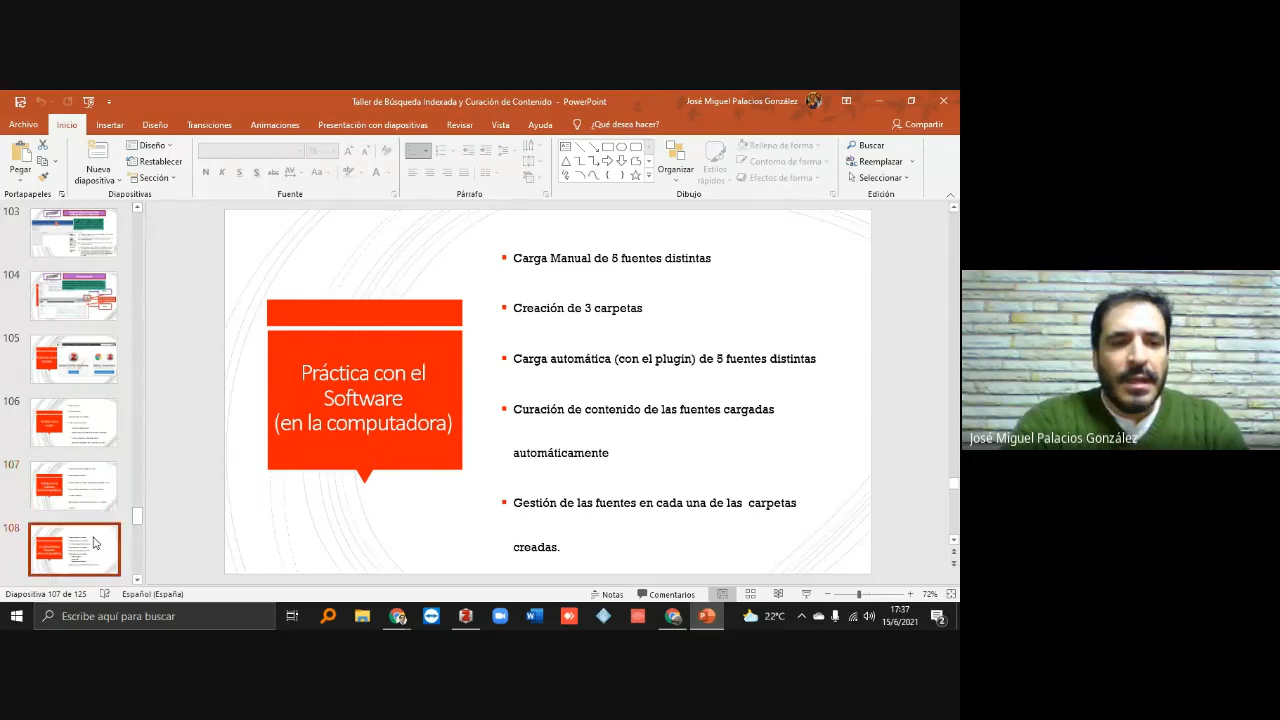 Taller de Búsqueda Indexada y Curación de Contenido - PowerPoint
José Miguel Palacios González
Archivo Inicio Insertar Diseño Transiciones Animaciones Presentación con diapositivas Revisar Vista Ayuda ¿Qué desea hacer? Compartir
Pegar
Nueva diapositiva
Diseño
Restablecer
Sección
N K S S abc AV Aa A
Organizar
Estilos rápidos
Relleno de forma
Contorno de forma
Efectos de forma
Buscar
Reemplazar
Seleccionar
Portapapeles Diapositivas Fuente Párrafo Dibujo Edición
103
104
105
106
107
108
Práctica con el
Software
(en la computadora)
Carga Manual de 5 fuentes distintas
Creación de 3 carpetas
Carga automática (con el plugin) de 5 fuentes distintas
Curación de contenido de las fuentes cargadas
automáticamente
Gestión de las fuentes en cada una de las carpetas
creadas.
José Miguel Palacios González
Diapositiva 107 de 125 Español (España) Notas Comentarios 72%
Escribe aquí para buscar
22°C
17:37
15/6/2021
2